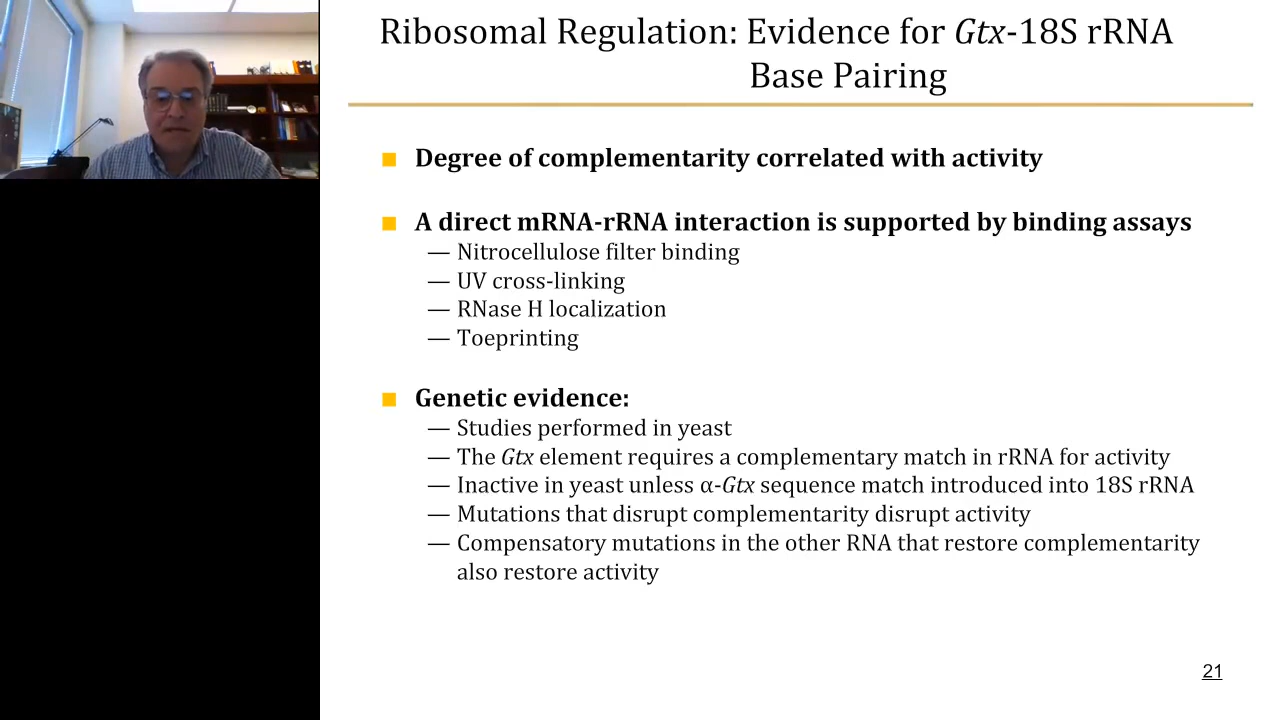 Ribosomal Regulation: Evidence for Gtx-18S rRNA
Base Pairing
■ Degree of complementarity correlated with activity
■ A direct mRNA-rRNA interaction is supported by binding assays
— Nitrocellulose filter binding
— UV cross-linking
— RNase H localization
— Toeprinting
■ Genetic evidence:
— Studies performed in yeast
— The Gtx element requires a complementary match in rRNA for activity
— Inactive in yeast unless α-Gtx sequence match introduced into 18S rRNA
— Mutations that disrupt complementarity disrupt activity
— Compensatory mutations in the other RNA that restore complementarity
also restore activity
21